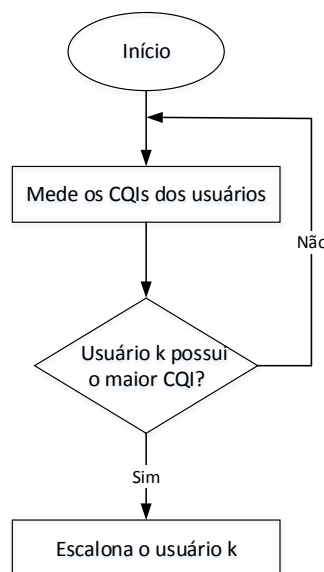 Início
Mede os CQIs dos usuários
Não
Usuário k possui
o maior CQI?
Sim
Escalona o usuário k